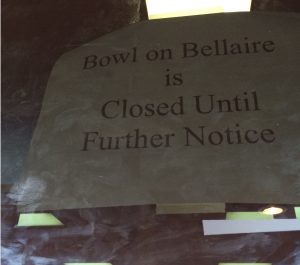 Bowl on Bellaire
is
Closed Until
Further Notice